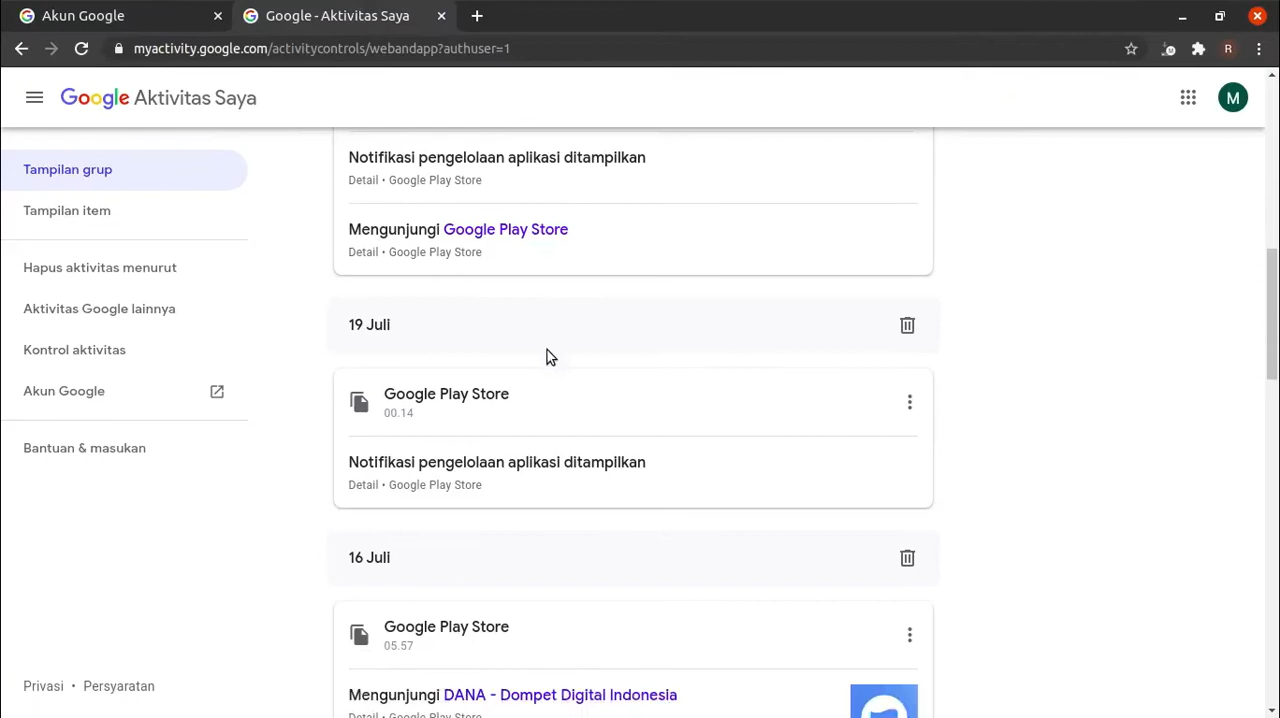 Akun Google
Google - Aktivitas Saya
myactivity.google.com/activitycontrols/webandapp?authuser=1
R
Google Aktivitas Saya
M
Tampilan grup
Tampilan item
Hapus aktivitas menurut
Aktivitas Google lainnya
Kontrol aktivitas
Akun Google
Bantuan & masukan
Privasi • Persyaratan
Notifikasi pengelolaan aplikasi ditampilkan
Detail • Google Play Store
Mengunjungi Google Play Store
Detail • Google Play Store
19 Juli
Google Play Store
00.14
Notifikasi pengelolaan aplikasi ditampilkan
Detail • Google Play Store
16 Juli
Google Play Store
05.57
Mengunjungi DANA - Dompet Digital Indonesia
Detail • Google Play Store